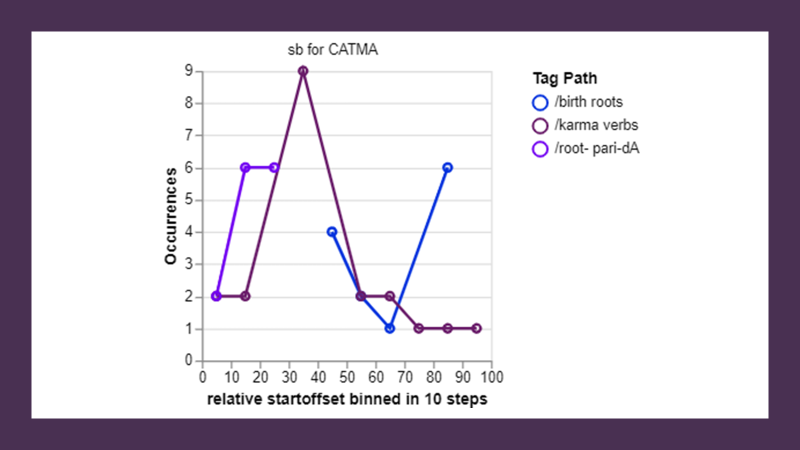 sb for CATMA
Tag Path
/birth roots
/karma verbs
/root- pari-dA
Occurrences
9
8
7
6
5
4
3
2
1
0
0 10 20 30 40 50 60 70 80 90 100
relative startoffset binned in 10 steps